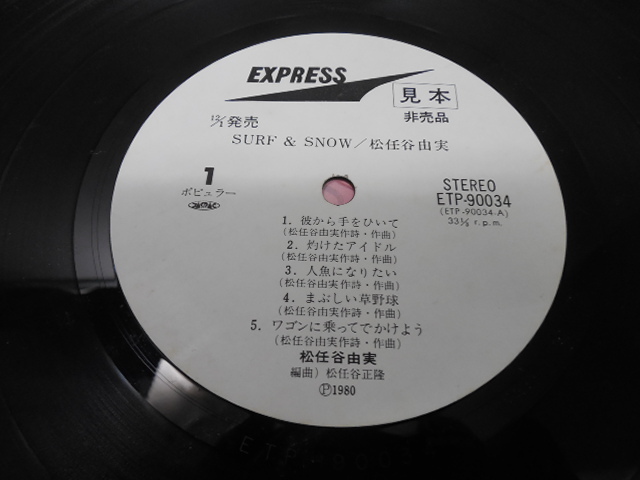 EXPRESS
見本
非売品
12/1発売
SURF & SNOW/松任谷由実
1
ポピュラー
STEREO
ETP-90034
(ETP-90034-A)
33⅓ r.p.m.
1. 彼から手をひいて
(松任谷由実作詩・作曲)
2. 灼けたアイドル
(松任谷由実作詩・作曲)
3. 人魚になりたい
(松任谷由実作詩・作曲)
4. まぶしい草野球
(松任谷由実作詩・作曲)
5. ワゴンに乗ってでかけよう
(松任谷由実作詩・作曲)
松任谷由実
編曲) 松任谷正隆
Ⓟ1980